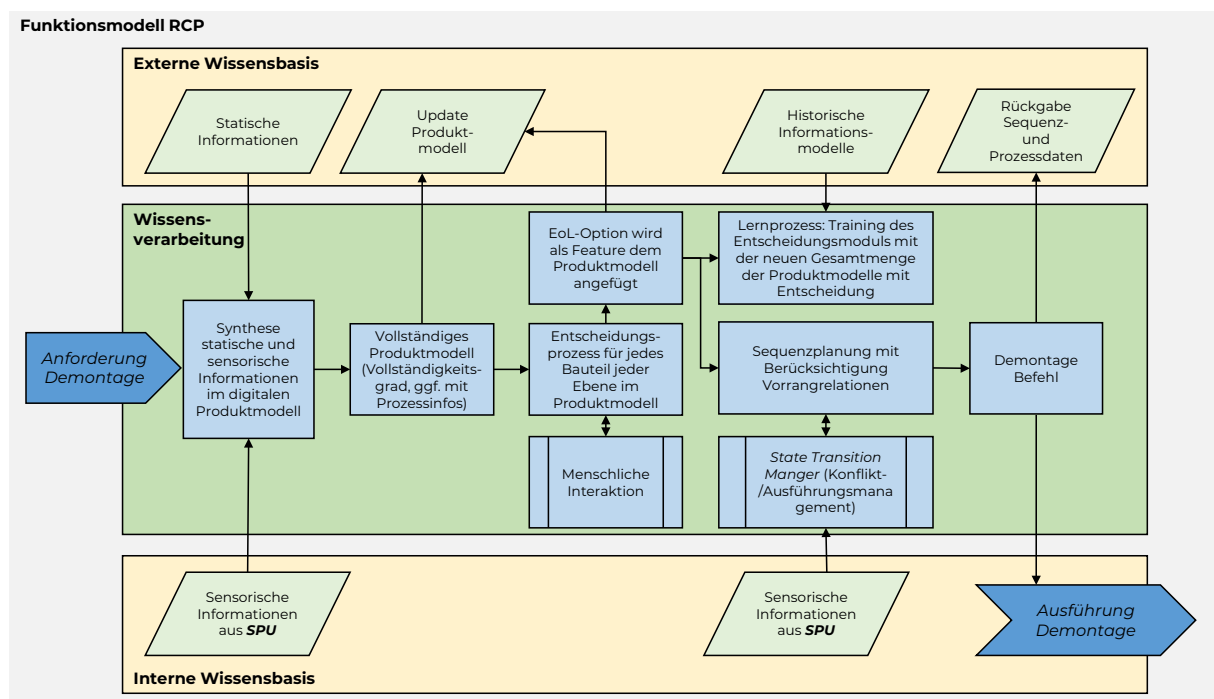 Funktionsmodell RCP
Externe Wissensbasis
Statische
Informationen
Update
Produkt-
modell
Historische
Informations-
modelle
Rückgabe
Sequenz-
und
Prozessdaten
Wissens-
verarbeitung
EoL-Option wird
als Feature dem
Produktmodell
angefügt
Lernprozess: Training des
Entscheidungsmoduls mit
der neuen Gesamtmenge
der Produktmodelle mit
Entscheidung
Anforderung
Demontage
Synthese
statische und
sensorische
Informationen
im digitalen
Produktmodell
Vollständiges
Produktmodell
(Vollständigkeits-
grad, ggf. mit
Prozessinfos)
Entscheidungs-
prozess für jedes
Bauteil jeder
Ebene im
Produktmodell
Sequenzplanung mit
Berücksichtigung
Vorrangrelationen
Demontage
Befehl
Menschliche
Interaktion
State Transition
Manger (Konflikt-
/Ausführungsmana
gement)
Sensorische
Informationen
aus SPU
Sensorische
Informationen
aus SPU
Ausführung
Demontage
Interne Wissensbasis